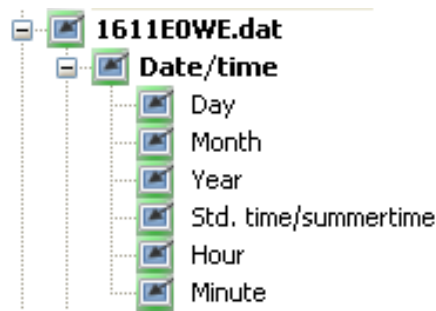 1611E0WE.dat
Date/time
Day
Month
Year
Std. time/summertime
Hour
Minute